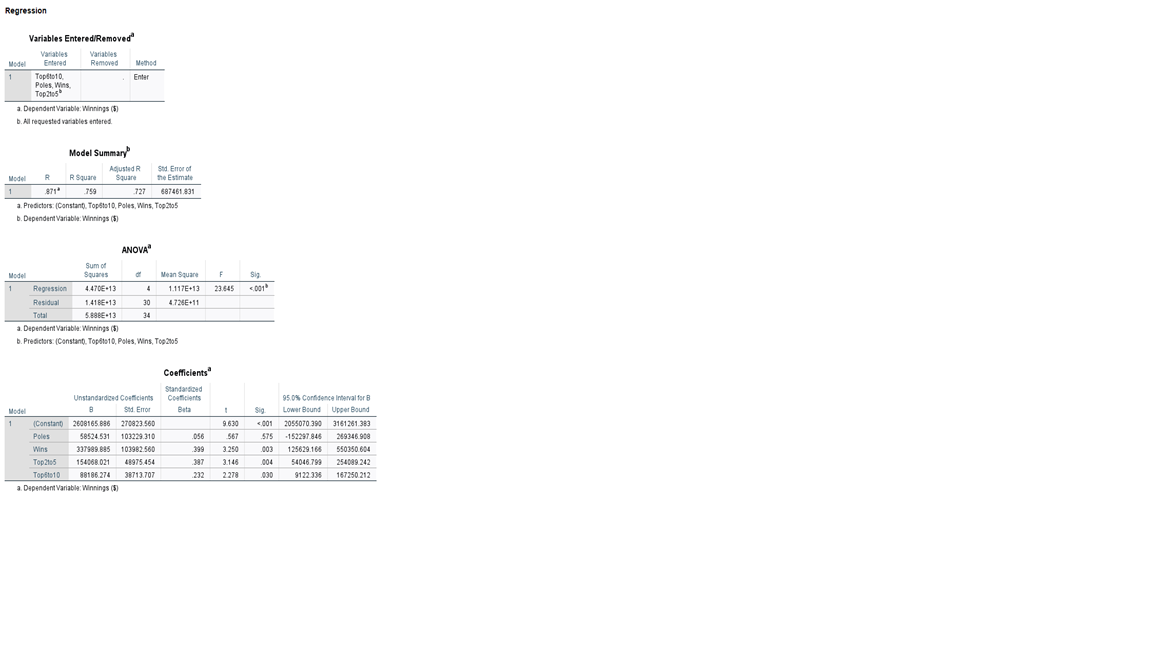 Regression
Variables Entered/Removedᵃ
Model Variables Entered Variables Removed Method
1 Top6to10, Poles, Wins, Top2to5ᵇ . Enter
a. Dependent Variable: Winnings ($)
b. All requested variables entered.
Model Summaryᵇ
Model R R Square Adjusted R Square Std. Error of the Estimate
1 .871ᵃ .759 .727 687461.831
a. Predictors: (Constant), Top6to10, Poles, Wins, Top2to5
b. Dependent Variable: Winnings ($)
ANOVAᵃ
Model Sum of Squares df Mean Square F Sig.
1 Regression 4.470E+13 4 1.117E+13 23.645 <.001ᵇ
Residual 1.418E+13 30 4.726E+11
Total 5.888E+13 34
a. Dependent Variable: Winnings ($)
b. Predictors: (Constant), Top6to10, Poles, Wins, Top2to5
Coefficientsᵃ
Unstandardized Coefficients Standardized Coefficients 95.0% Confidence Interval for B
Model B Std. Error Beta t Sig. Lower Bound Upper Bound
1 (Constant) 2608165.886 270823.560 9.630 <.001 2055070.390 3161261.383
Poles 58524.531 103229.310 .056 .567 .575 -152297.846 269346.908
Wins 337989.885 103982.560 .399 3.250 .003 125629.166 550350.604
Top2to5 154068.021 48975.454 .387 3.146 .004 54046.799 254089.242
Top6to10 88186.274 38713.707 .232 2.278 .030 9122.336 167250.212
a. Dependent Variable: Winnings ($)